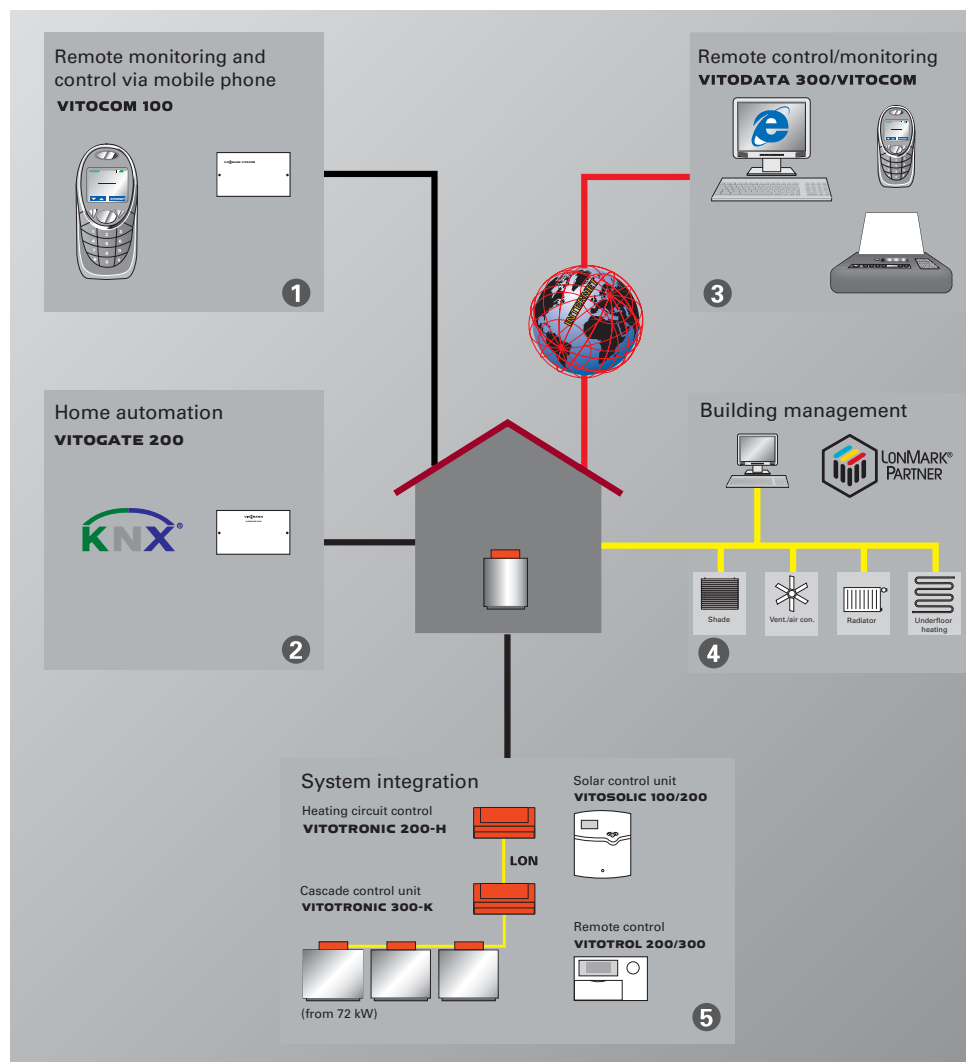 Remote monitoring and
control via mobile phone
VITOCOM 100
1
Remote control/monitoring
VITODATA 300/VITOCOM
INTERNET
3
Home automation
VITOGATE 200
KNX®
2
Building management
LONMARK®
PARTNER
Shade
Vent./air con.
Radiator
Underfloor
heating
4
System integration
Heating circuit control
VITOTRONIC 200-H
LON
Cascade control unit
VITOTRONIC 300-K
(from 72 kW)
Solar control unit
VITOSOLIC 100/200
Remote control
VITOTROL 200/300
5